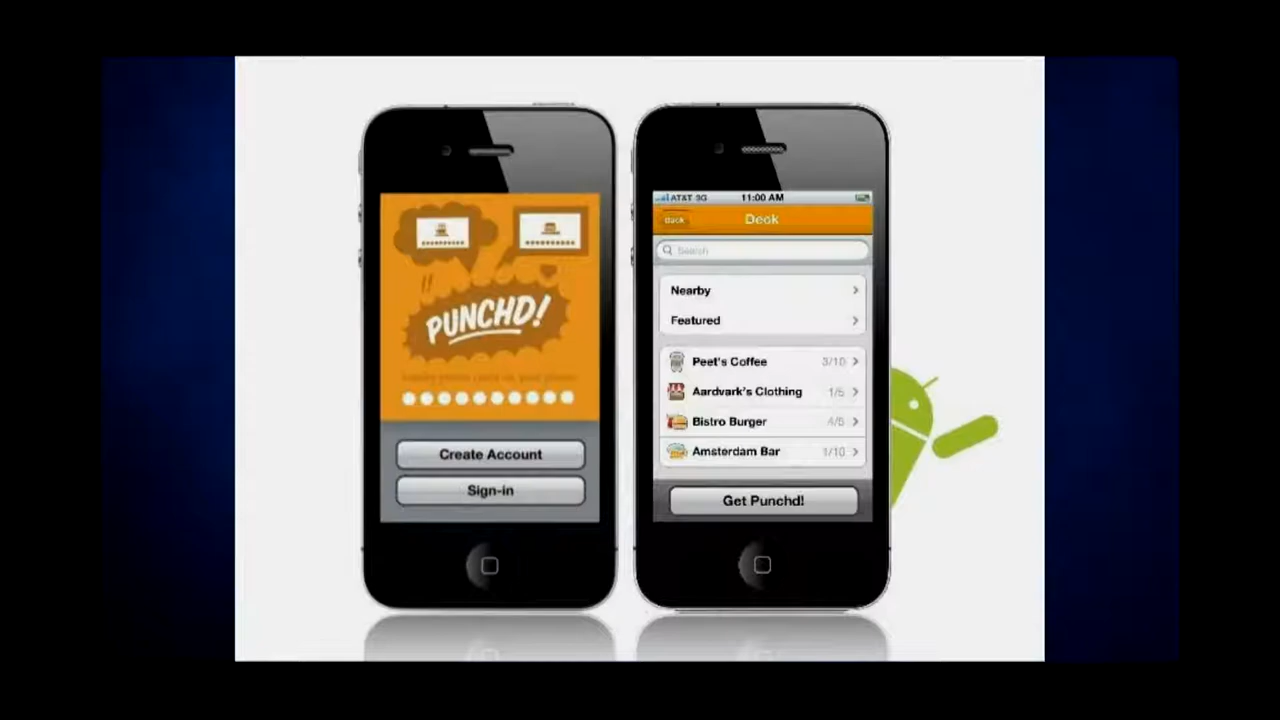 PUNCHD!
Create Account
Sign-in
AT&T 3G 11:00 AM
Back Deck
Search
Nearby
Featured
Peet's Coffee 3/10
Aardvark's Clothing 1/5
Bistro Burger 4/5
Amsterdam Bar 1/10
Get Punchd!